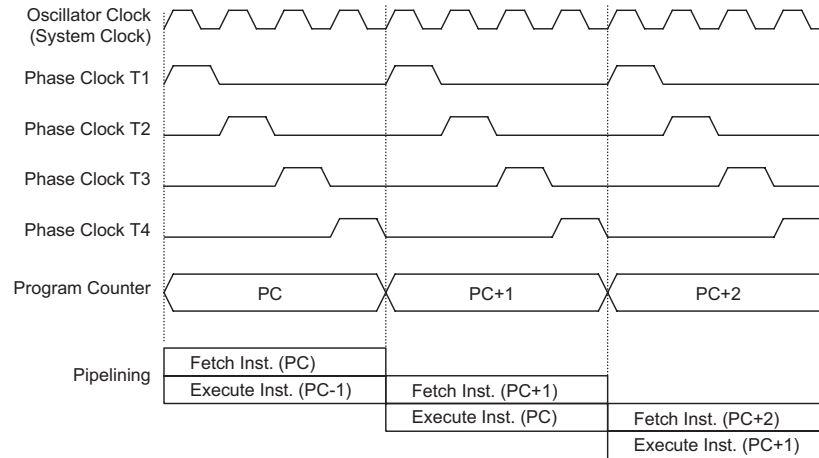 Oscillator Clock
(System Clock)
Phase Clock T1
Phase Clock T2
Phase Clock T3
Phase Clock T4
Program Counter
PC
PC+1
PC+2
Pipelining
Fetch Inst. (PC)
Execute Inst. (PC-1)
Fetch Inst. (PC+1)
Execute Inst. (PC)
Fetch Inst. (PC+2)
Execute Inst. (PC+1)